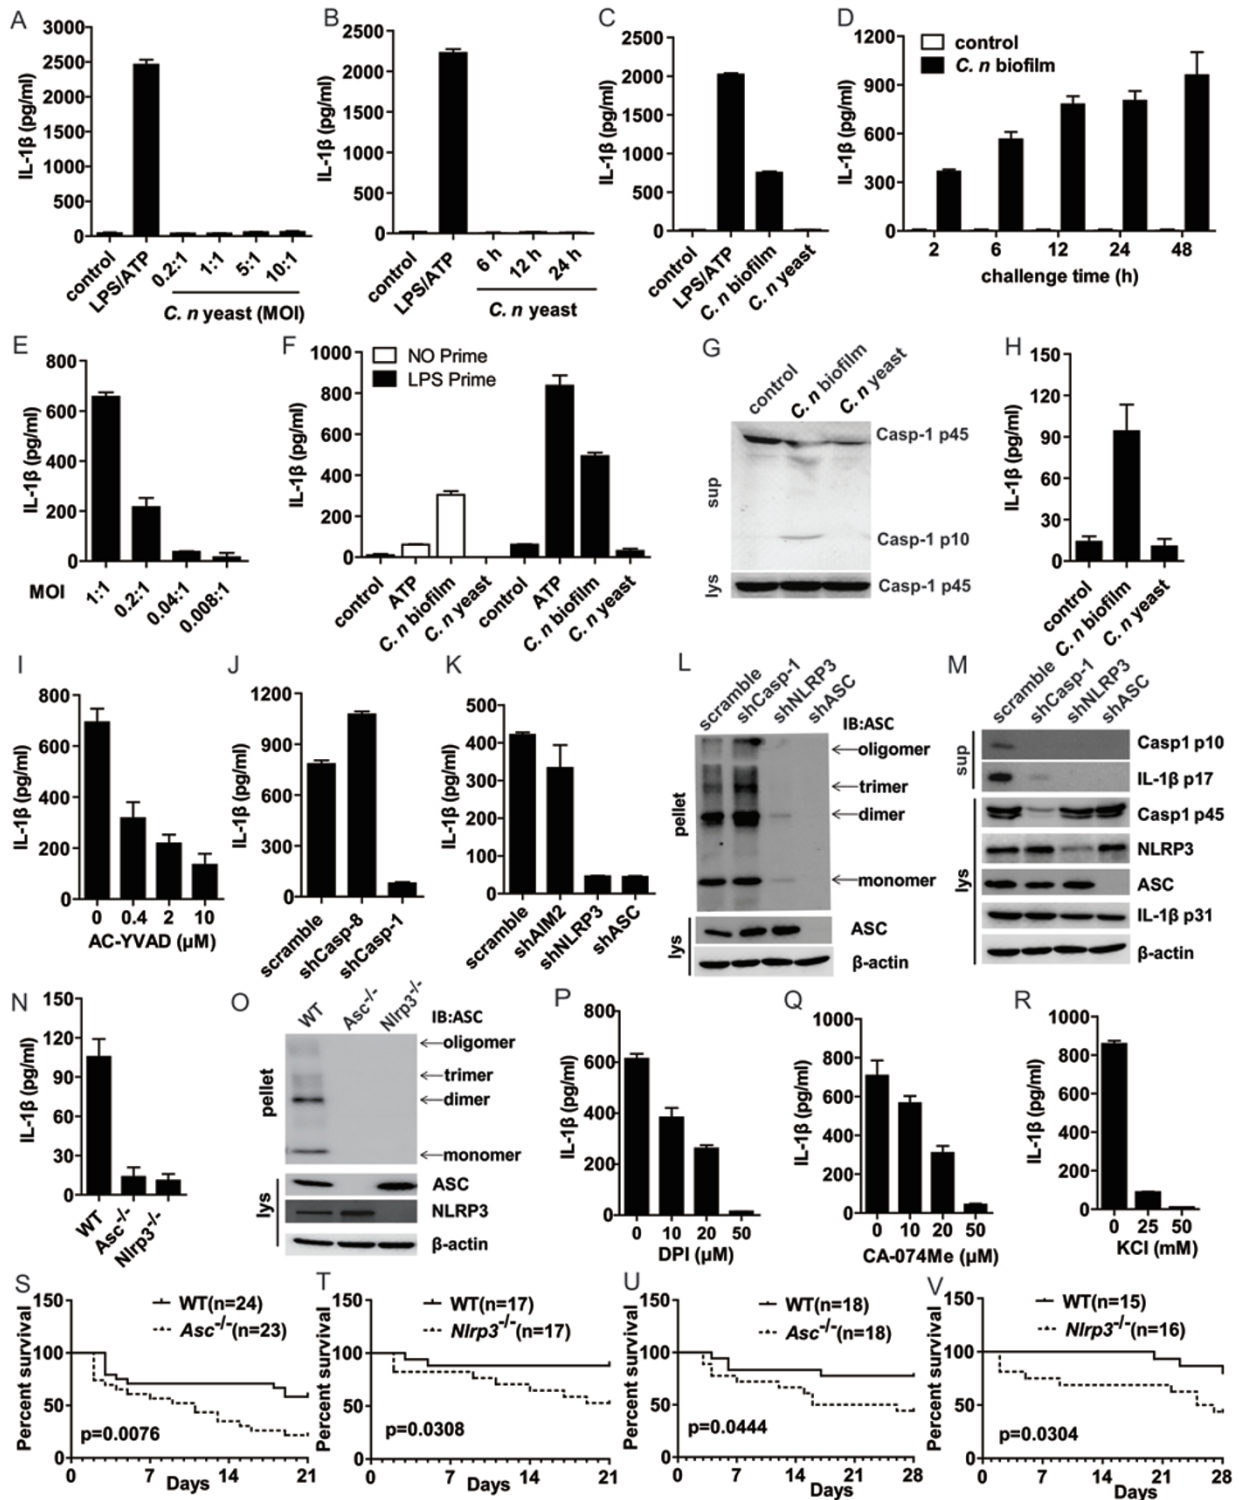 A
IL-1β (pg/ml)
3000
2500
2000
1500
1000
500
0
control
LPS/ATP
0.2:1
1:1
5:1
10:1
C. n yeast (MOI)
B
IL-1β (pg/ml)
2500
2000
1500
1000
500
0
control
LPS/ATP
6 h
12 h
24 h
C. n yeast
C
IL-1β (pg/ml)
2500
2000
1500
1000
500
0
control
LPS/ATP
C. n biofilm
C. n yeast
D
IL-1β (pg/ml)
1200
900
600
300
0
control
C. n biofilm
2 6 12 24 48
challenge time (h)
E
IL-1β (pg/ml)
800
600
400
200
0
MOI
1:1
0.2:1
0.04:1
0.008:1
F
IL-1β (pg/ml)
1000
800
600
400
200
0
NO Prime
LPS Prime
control
ATP
C. n biofilm
C. n yeast
control
ATP
C. n biofilm
C. n yeast
G
control
C. n biofilm
C. n yeast
sup
Casp-1 p45
Casp-1 p10
lys
Casp-1 p45
H
IL-1β (pg/ml)
150
120
90
60
30
0
control
C. n biofilm
C. n yeast
I
IL-1β (pg/ml)
800
600
400
200
0
0 0.4 2 10
AC-YVAD (μM)
J
IL-1β (pg/ml)
1200
900
600
300
0
scramble
shCasp-8
shCasp-1
K
IL-1β (pg/ml)
500
400
300
200
100
0
scramble
shAIM2
shNLRP3
shASC
L
scramble
shCasp-1
shNLRP3
shASC
IB:ASC
pellet
oligomer
trimer
dimer
monomer
lys
ASC
β-actin
M
scramble
shCasp-1
shNLRP3
shASC
sup
Casp1 p10
IL-1β p17
lys
Casp1 p45
NLRP3
ASC
IL-1β p31
β-actin
N
IL-1β (pg/ml)
150
120
90
60
30
0
WT
Asc-/-
Nlrp3-/-
O
WT
Asc-/-
Nlrp3-/-
IB:ASC
pellet
oligomer
trimer
dimer
monomer
lys
ASC
NLRP3
β-actin
P
IL-1β (pg/ml)
800
600
400
200
0
0 10 20 50
DPI (μM)
Q
IL-1β (pg/ml)
1000
800
600
400
200
0
0 10 20 50
CA-074Me (μM)
R
IL-1β (pg/ml)
1000
800
600
400
200
0
0 25 50
KCI (mM)
S
Percent survival
150
100
50
0
WT(n=24)
Asc-/-(n=23)
p=0.0076
0 7 14 21
Days
T
Percent survival
150
100
50
0
WT(n=17)
Nlrp3-/-(n=17)
p=0.0308
0 7 14 21
Days
U
Percent survival
150
100
50
0
WT(n=18)
Asc-/-(n=18)
p=0.0444
0 7 14 21 28
Days
V
Percent survival
150
100
50
0
WT(n=15)
Nlrp3-/-(n=16)
p=0.0304
0 7 14 21 28
Days